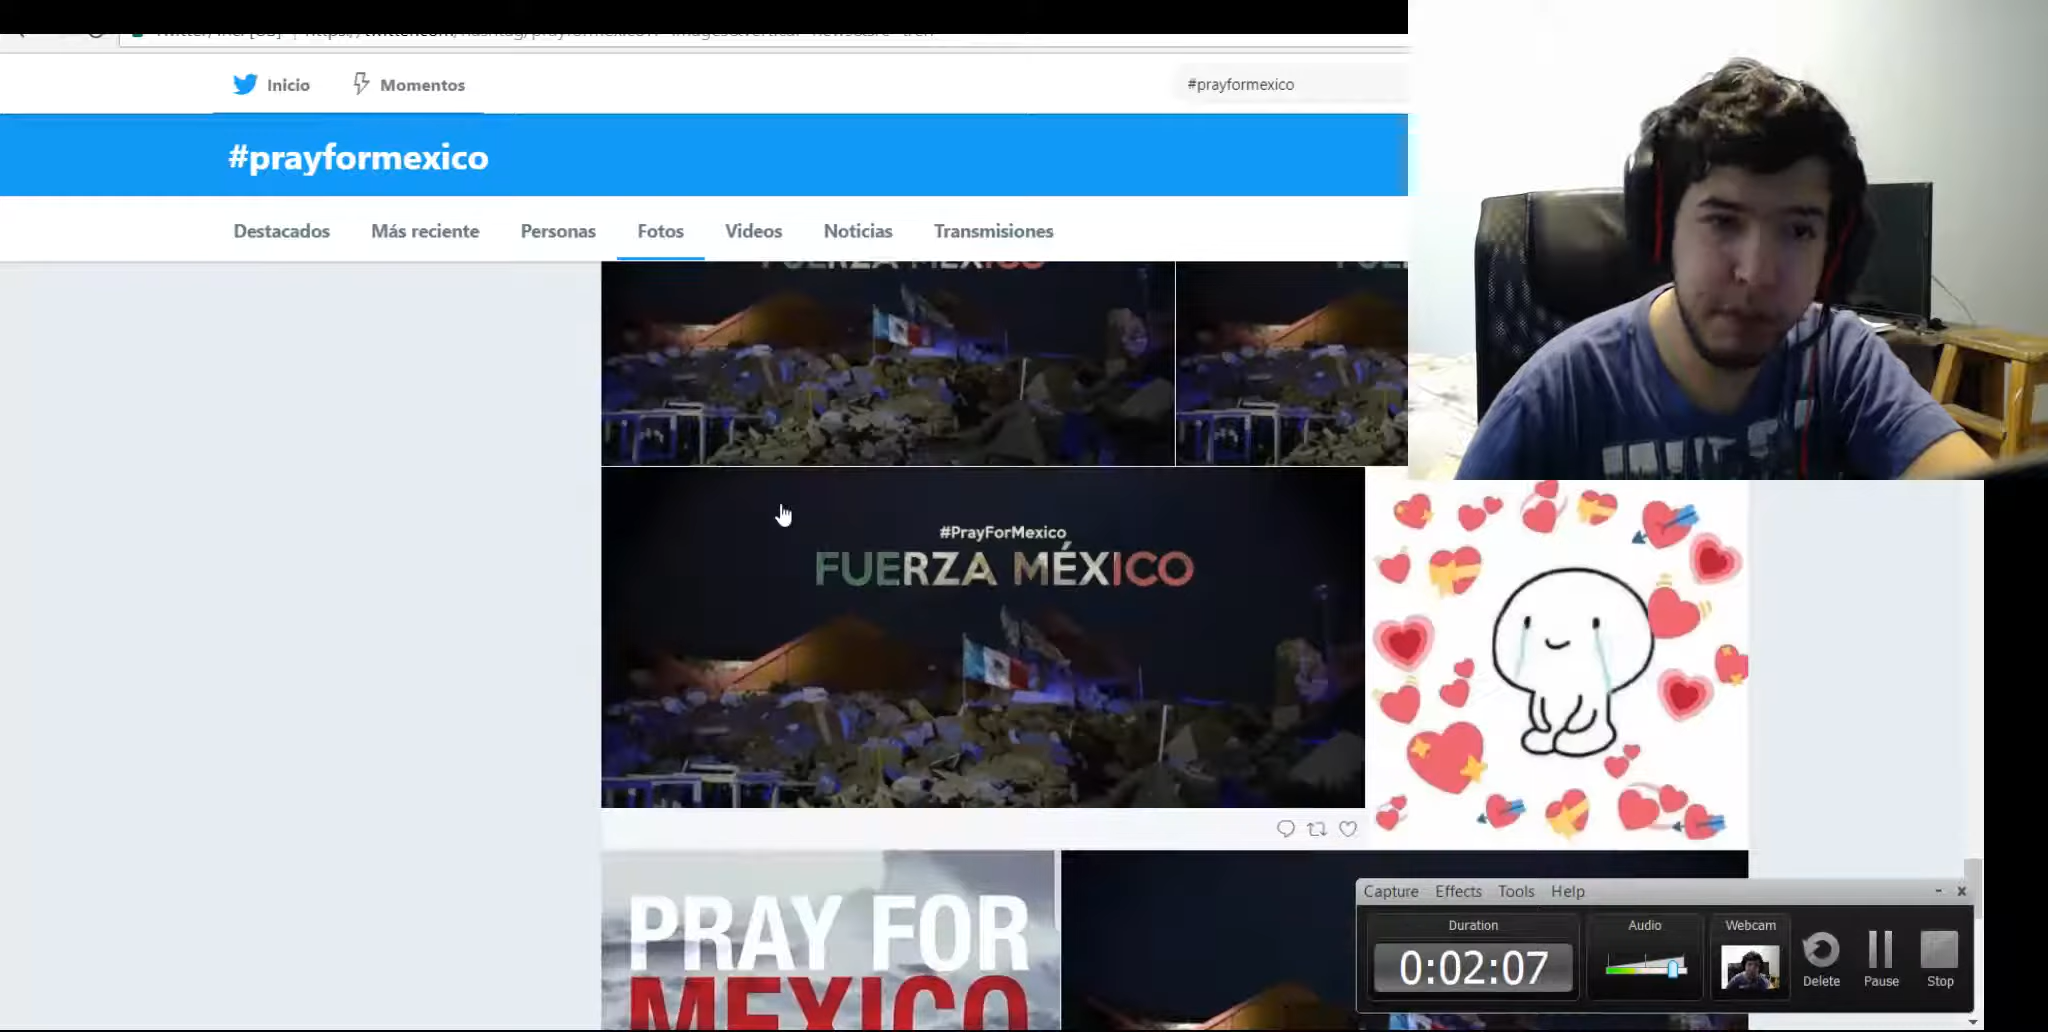 Inicio
Momentos
#prayformexico
#prayformexico
Destacados
Más reciente
Personas
Fotos
Videos
Noticias
Transmisiones
#PrayForMexico
FUERZA MÉXICO
PRAY FOR
MEXICO
Capture
Effects
Tools
Help
Duration
Audio
Webcam
0:02:07
Delete
Pause
Stop